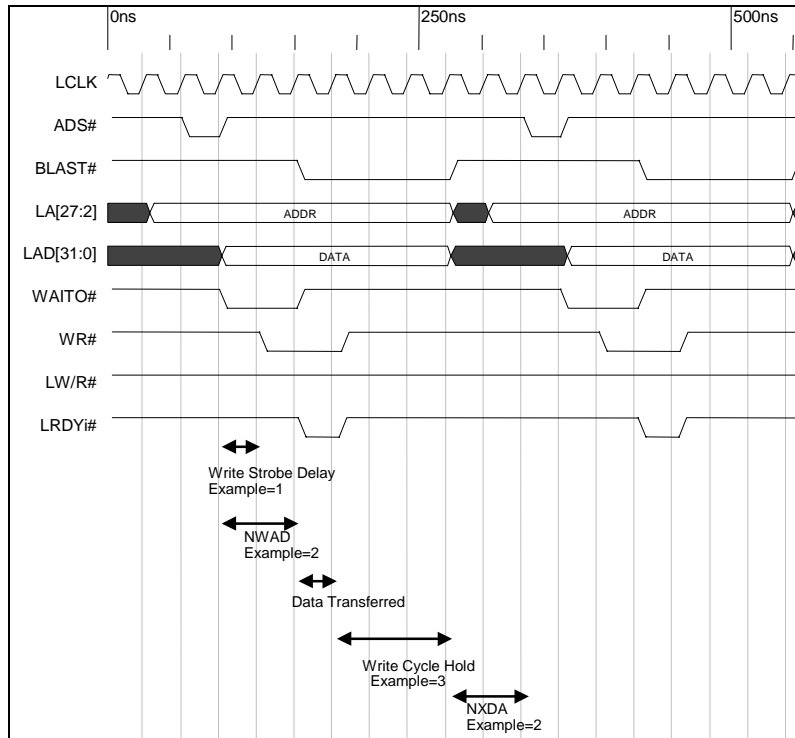 0ns 250ns 500ns
LCLK
ADS#
BLAST#
LA[27:2] ADDR ADDR
LAD[31:0] DATA DATA
WAITO#
WR#
LW/R#
LRDYi#
Write Strobe Delay
Example=1
NWAD
Example=2
Data Transferred
Write Cycle Hold
Example=3
NXDA
Example=2